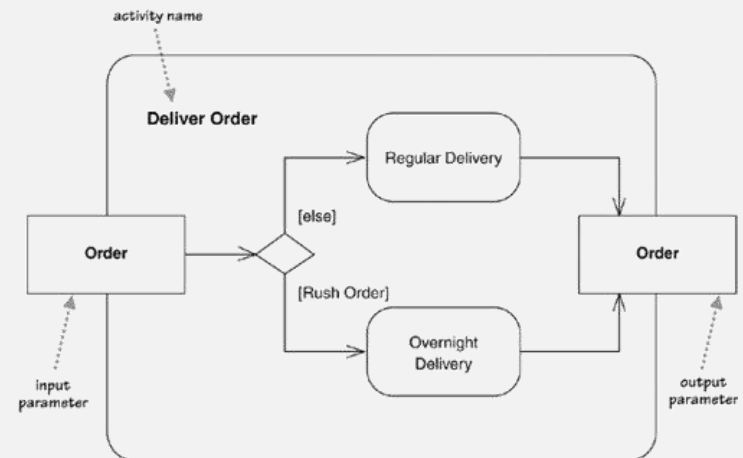 activity name
Deliver Order
Regular Delivery
[else]
Order
Order
[Rush Order]
Overnight
Delivery
input
parameter
output
parameter